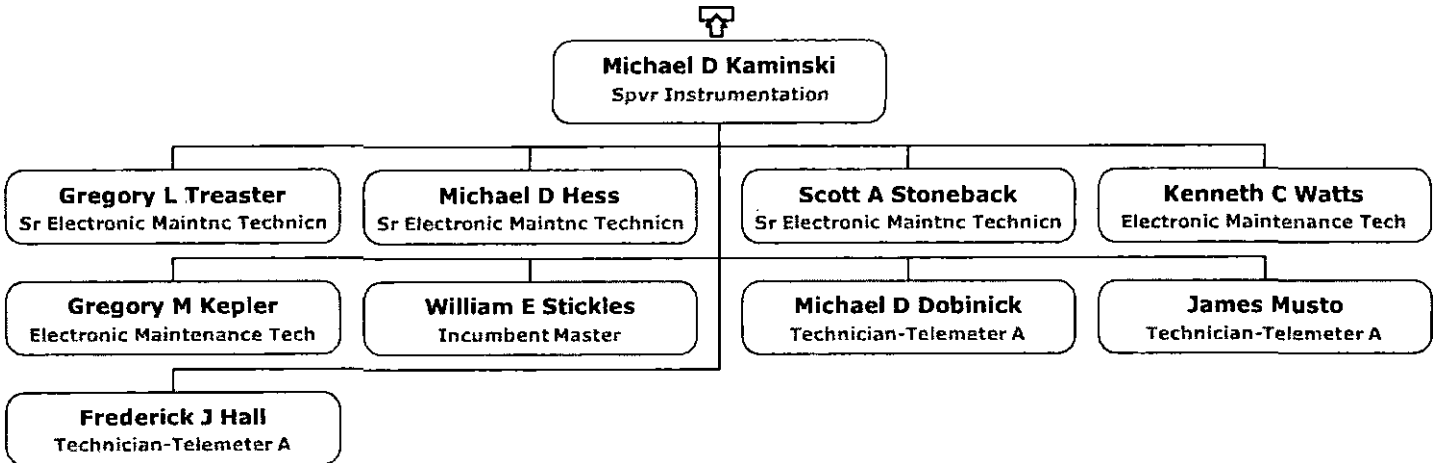 Michael D Kaminski
Spvr Instrumentation
Gregory L Treaster
Sr Electronic Maintnc Technicn
Michael D Hess
Sr Electronic Maintnc Technicn
Scott A Stoneback
Sr Electronic Maintnc Technicn
Kenneth C Watts
Electronic Maintenance Tech
Gregory M Kepler
Electronic Maintenance Tech
William E Stickles
Incumbent Master
Michael D Dobinick
Technician-Telemeter A
James Musto
Technician-Telemeter A
Frederick J Hall
Technician-Telemeter A